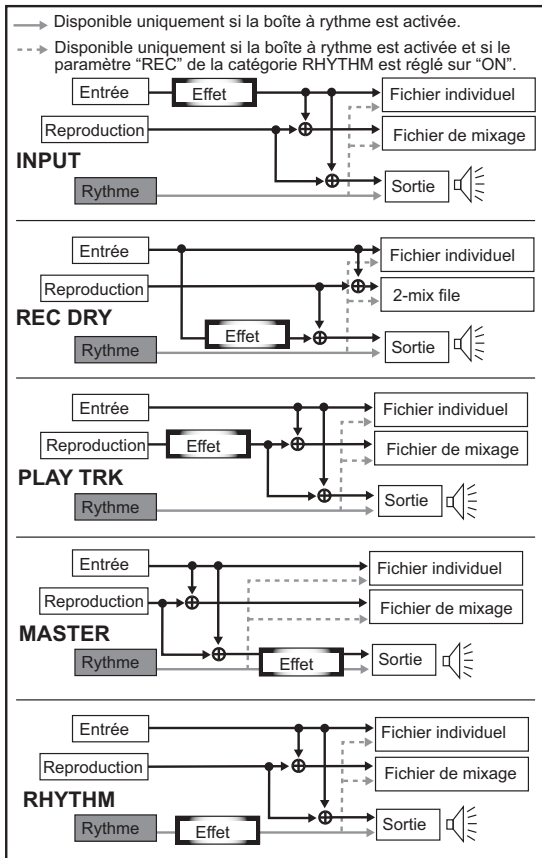 Disponible uniquement si la boîte à rythme est activée.
Disponible uniquement si la boîte à rythme est activée et si le
paramètre “REC” de la catégorie RHYTHM est réglé sur “ON”.
Entrée
Effet
Fichier individuel
Reproduction
Fichier de mixage
INPUT
Rythme
Sortie
Entrée
Fichier individuel
Reproduction
2-mix file
REC DRY
Effet
Rythme
Sortie
Entrée
Fichier individuel
Reproduction
Effet
Fichier de mixage
PLAY TRK
Rythme
Sortie
Entrée
Fichier individuel
Reproduction
Fichier de mixage
MASTER
Rythme
Effet
Sortie
Entrée
Fichier individuel
Reproduction
Fichier de mixage
RHYTHM
Rythme
Effet
Sortie